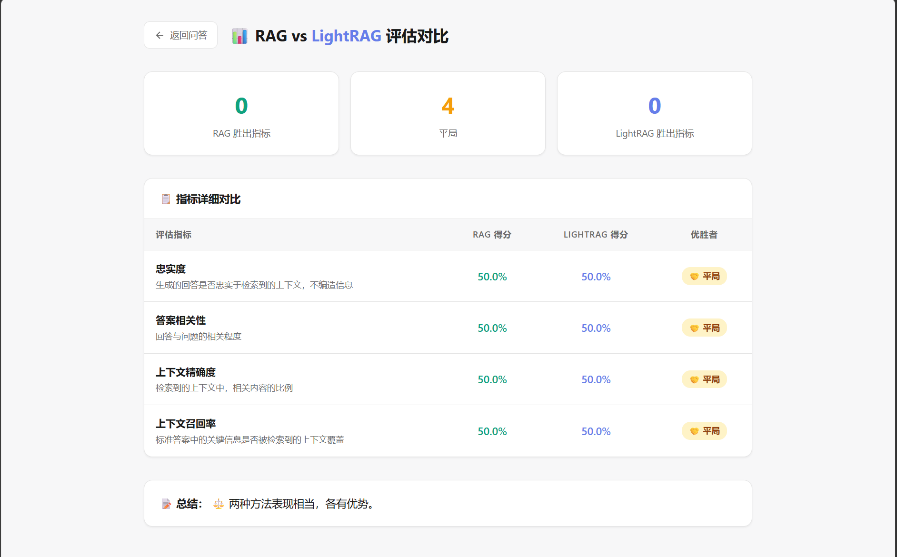 ← 返回问答
RAG vs LightRAG 评估对比
0
RAG 胜出指标
4
平局
0
LightRAG 胜出指标
指标详细对比
评估指标 RAG 得分 LIGHTRAG 得分 优胜者
忠实度
生成的回答是否忠实于检索到的上下文，不编造信息
50.0% 50.0% 平局
答案相关性
回答与问题的相关程度
50.0% 50.0% 平局
上下文精确度
检索到的上下文中，相关内容的比例
50.0% 50.0% 平局
上下文召回率
标准答案中的关键信息是否被检索到的上下文覆盖
50.0% 50.0% 平局
总结： 两种方法表现相当，各有优势。